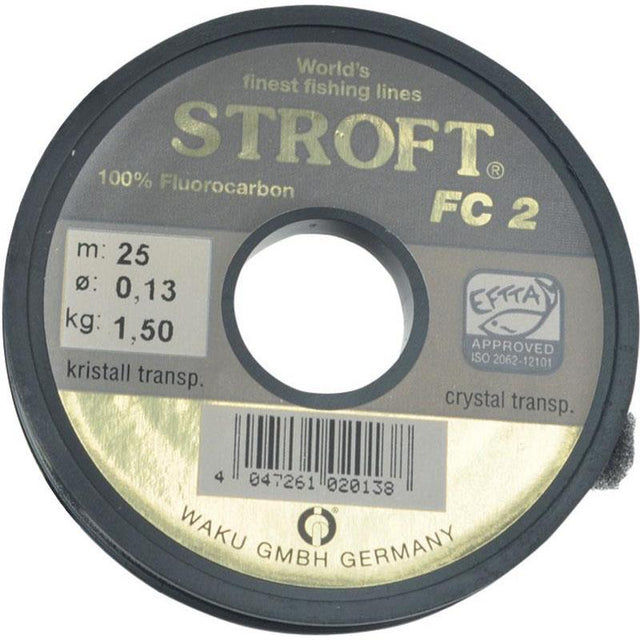 World's
finest fishing lines
STROFT®
100% Fluorocarbon
FC 2
m: 25
ø: 0,13
kg: 1,50
kristall transp.
EFTTA
APPROVED
ISO 2062-12101
crystal transp.
4 047261 020138
WAKU GMBH GERMANY